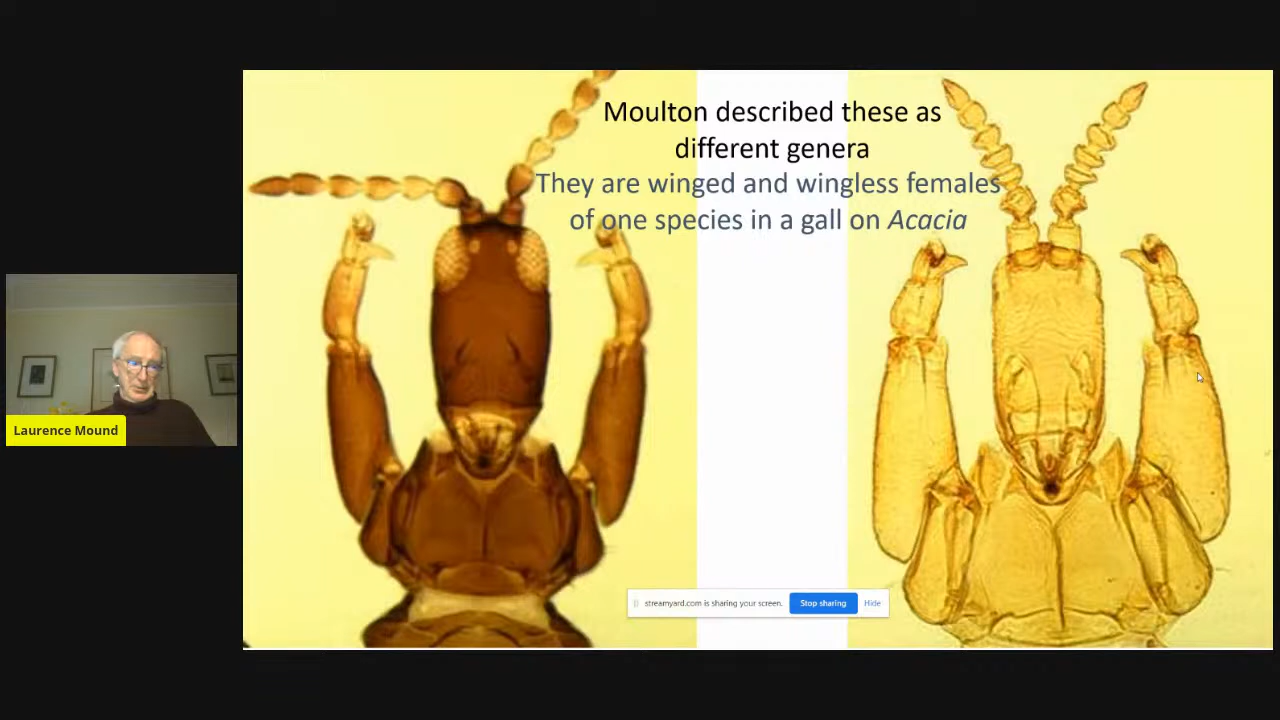 Moulton described these as
different genera
They are winged and wingless females
of one species in a gall on Acacia
Laurence Mound
streamyard.com is sharing your screen.
Stop sharing
Hide